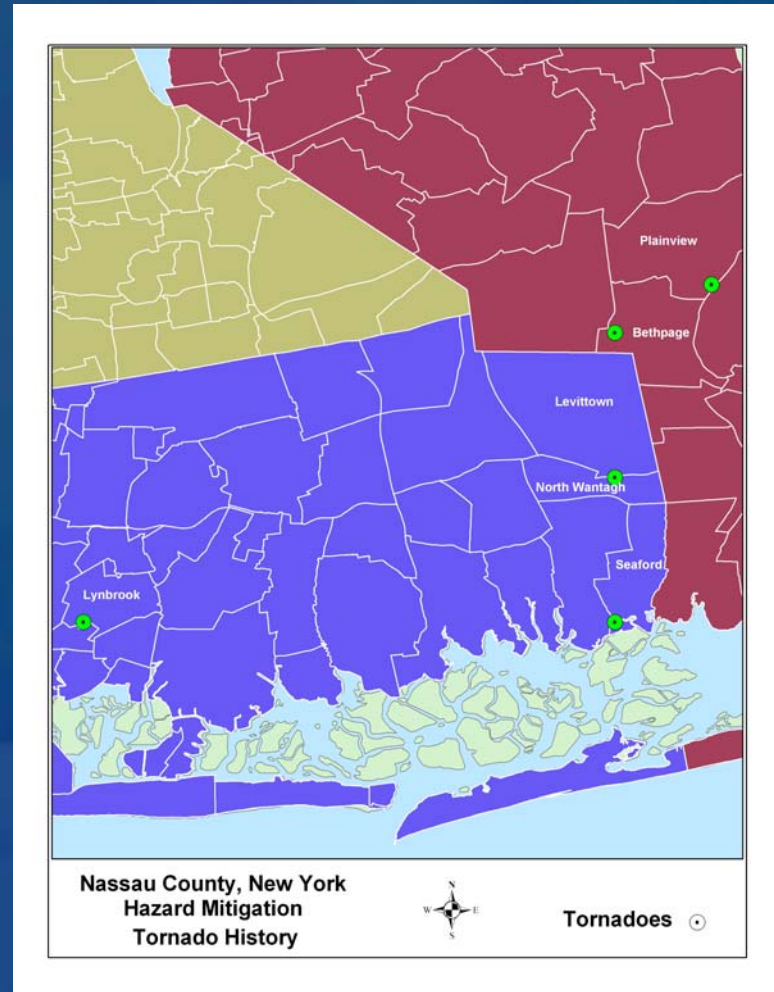 Plainview
Bethpage
Levittown
North Wantagh
Seaford
Lynbrook
Nassau County, New York
Hazard Mitigation
Tornado History
N
W E
S
Tornadoes